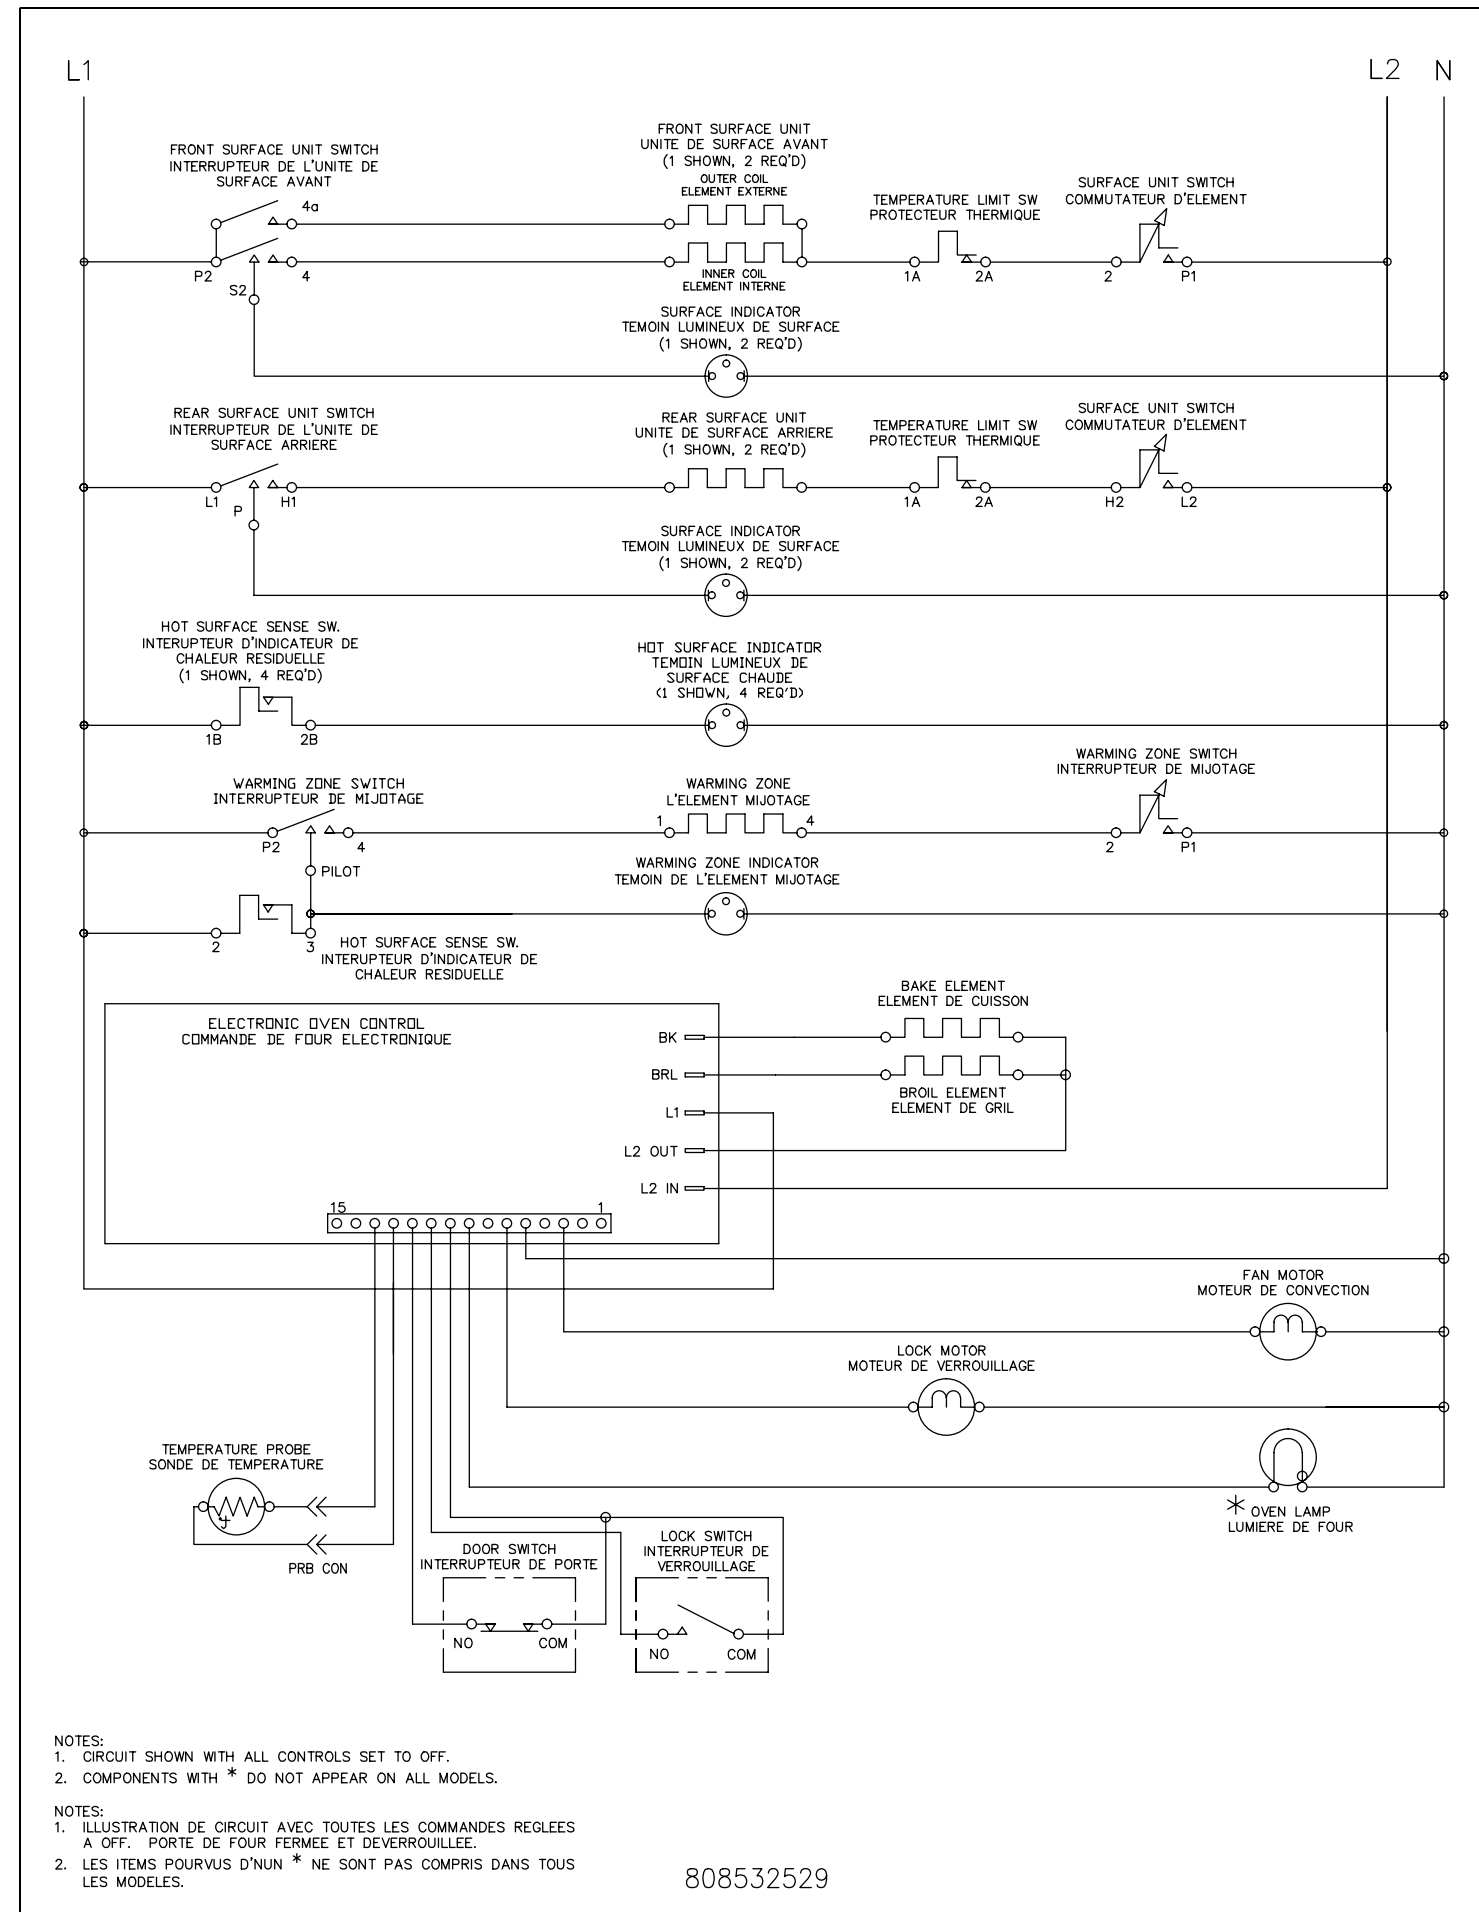 L1
L2 N
FRONT SURFACE UNIT SWITCH
INTERRUPTEUR DE L'UNITE DE
SURFACE AVANT
FRONT SURFACE UNIT
UNITE DE SURFACE AVANT
(1 SHOWN, 2 REQ'D)
OUTER COIL
ELEMENT EXTERNE
TEMPERATURE LIMIT SW
PROTECTEUR THERMIQUE
SURFACE UNIT SWITCH
COMMUTATEUR D'ELEMENT
4a
P2
4
S2
INNER COIL
ELEMENT INTERNE
1A
2A
2
P1
SURFACE INDICATOR
TEMOIN LUMINEUX DE SURFACE
(1 SHOWN, 2 REQ'D)
REAR SURFACE UNIT SWITCH
INTERRUPTEUR DE L'UNITE DE
SURFACE ARRIERE
REAR SURFACE UNIT
UNITE DE SURFACE ARRIERE
(1 SHOWN, 2 REQ'D)
TEMPERATURE LIMIT SW
PROTECTEUR THERMIQUE
SURFACE UNIT SWITCH
COMMUTATEUR D'ELEMENT
L1
H1
P
1A
2A
H2
L2
SURFACE INDICATOR
TEMOIN LUMINEUX DE SURFACE
(1 SHOWN, 2 REQ'D)
HOT SURFACE SENSE SW.
INTERUPTEUR D'INDICATEUR DE
CHALEUR RESIDUELLE
(1 SHOWN, 4 REQ'D)
HOT SURFACE INDICATOR
TEMOIN LUMINEUX DE
SURFACE CHAUDE
(1 SHOWN, 4 REQ'D)
1B
2B
WARMING ZONE SWITCH
INTERRUPTEUR DE MIJOTAGE
WARMING ZONE
L'ELEMENT MIJOTAGE
WARMING ZONE SWITCH
INTERRUPTEUR DE MIJOTAGE
P2
4
1
4
2
P1
PILOT
WARMING ZONE INDICATOR
TEMOIN DE L'ELEMENT MIJOTAGE
2
3
HOT SURFACE SENSE SW.
INTERUPTEUR D'INDICATEUR DE
CHALEUR RESIDUELLE
ELECTRONIC OVEN CONTROL
COMMANDE DE FOUR ELECTRONIQUE
BAKE ELEMENT
ELEMENT DE CUISSON
BK
BRL
BROIL ELEMENT
ELEMENT DE GRIL
L1
L2 OUT
L2 IN
15
1
FAN MOTOR
MOTEUR DE CONVECTION
LOCK MOTOR
MOTEUR DE VERROUILLAGE
TEMPERATURE PROBE
SONDE DE TEMPERATURE
t
PRB CON
* OVEN LAMP
LUMIERE DE FOUR
DOOR SWITCH
INTERRUPTEUR DE PORTE
LOCK SWITCH
INTERRUPTEUR DE
VERROUILLAGE
NO
COM
NO
COM
NOTES:
1. CIRCUIT SHOWN WITH ALL CONTROLS SET TO OFF.
2. COMPONENTS WITH * DO NOT APPEAR ON ALL MODELS.
NOTES:
1. ILLUSTRATION DE CIRCUIT AVEC TOUTES LES COMMANDES REGLEES
A OFF. PORTE DE FOUR FERMEE ET DEVERROUILLEE.
2. LES ITEMS POURVUS D'NUN * NE SONT PAS COMPRIS DANS TOUS
LES MODELES.
808532529